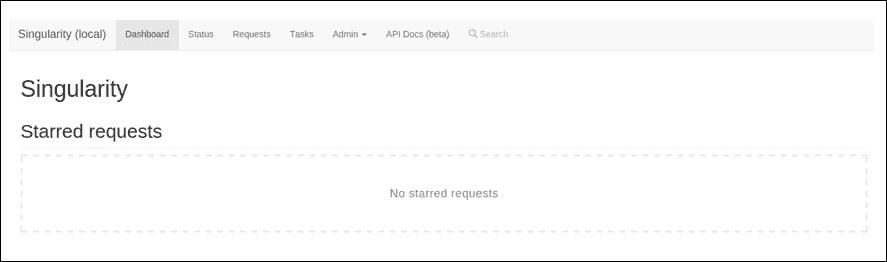 Singularity (local) Dashboard Status Requests Tasks Admin API Docs (beta) Search
Singularity
Starred requests
No starred requests